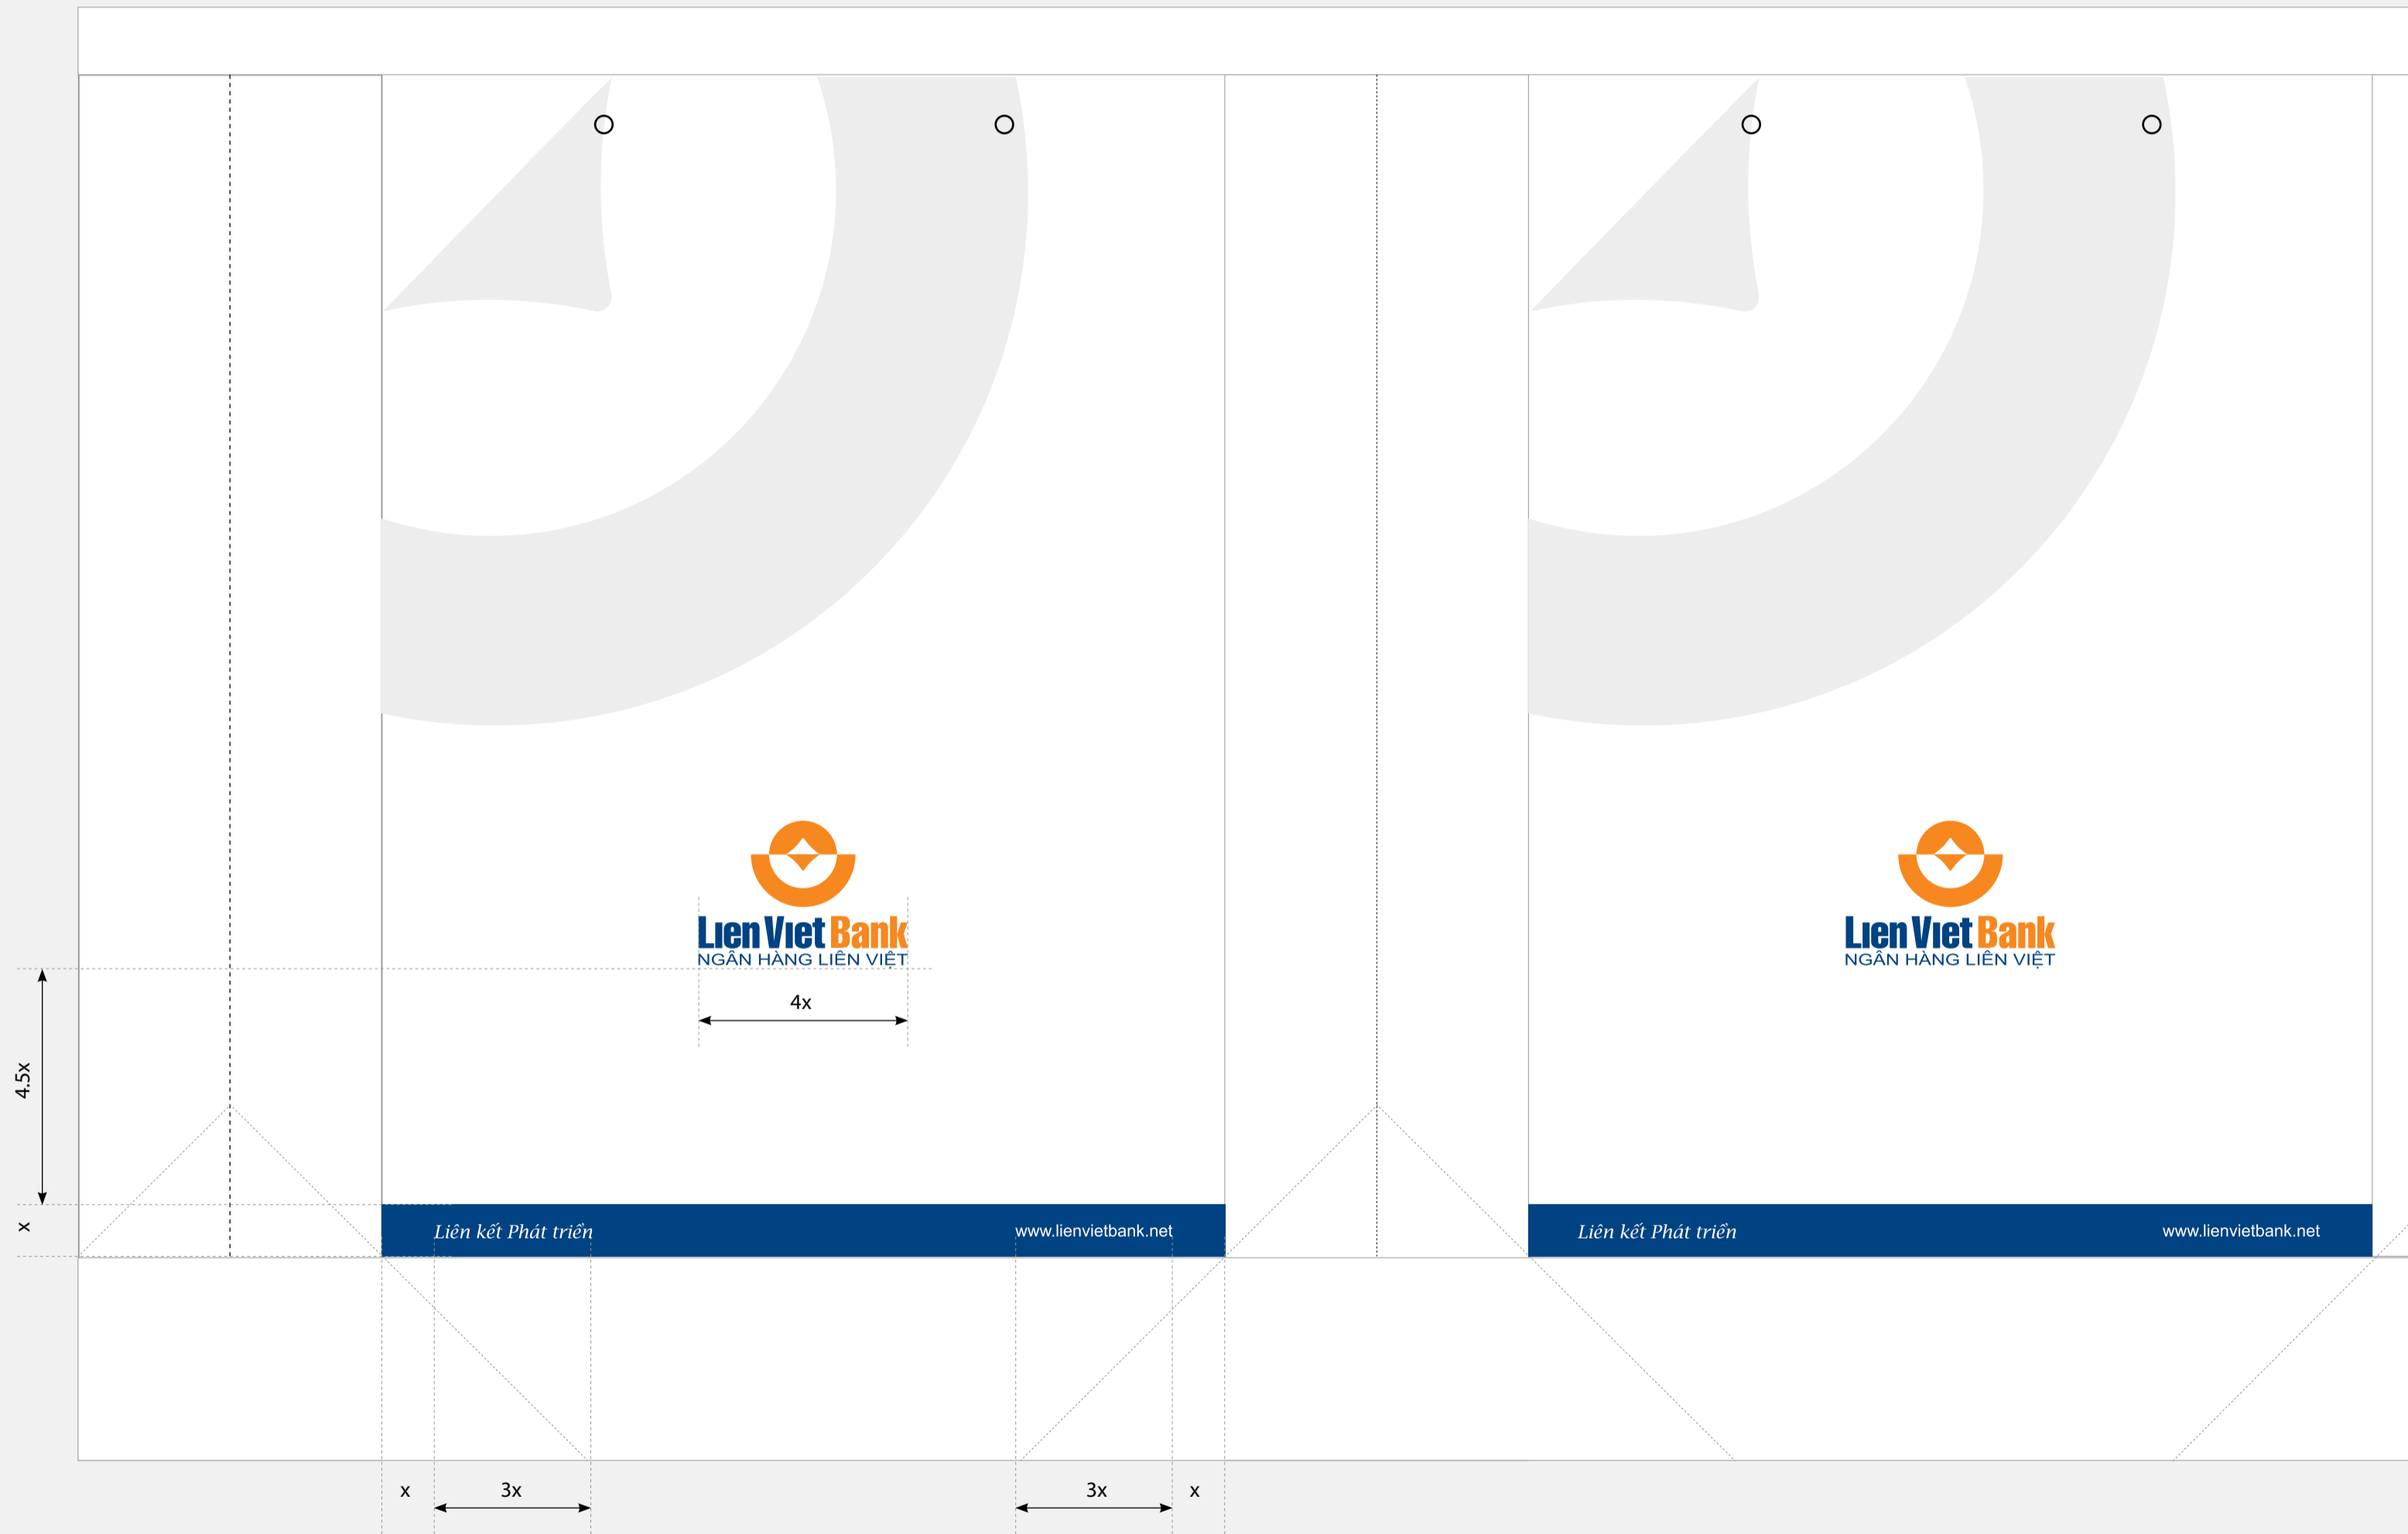 LienVietBank
NGÂN HÀNG LIÊN VIỆT
4x
4.5x
x
Liên kết Phát triển
www.lienvietbank.net
x
3x
3x
x
LienVietBank
NGÂN HÀNG LIÊN VIỆT
Liên kết Phát triển
www.lienvietbank.net